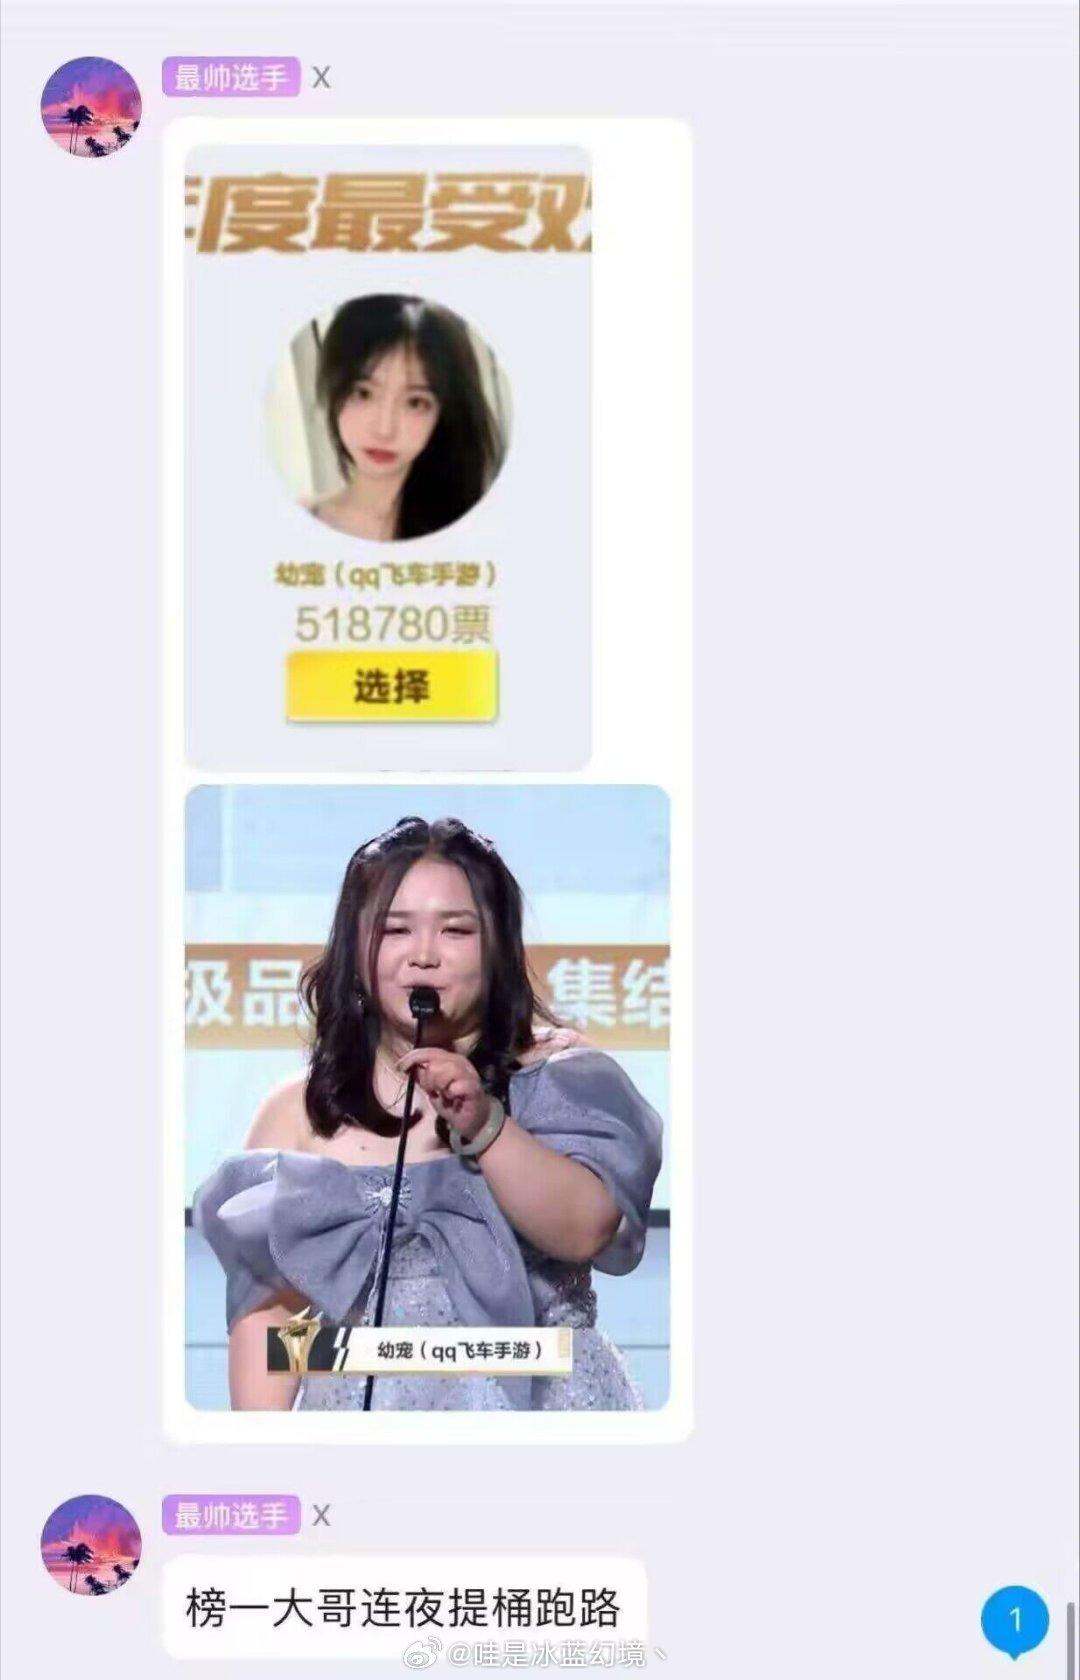 最帅选手 X
年度最受欢
幼宠（qq飞车手游）
518780票
选择
极品 集结
幼宠（qq飞车手游）
最帅选手 X
榜一大哥连夜提桶跑路
1
@哇是冰蓝幻境丶